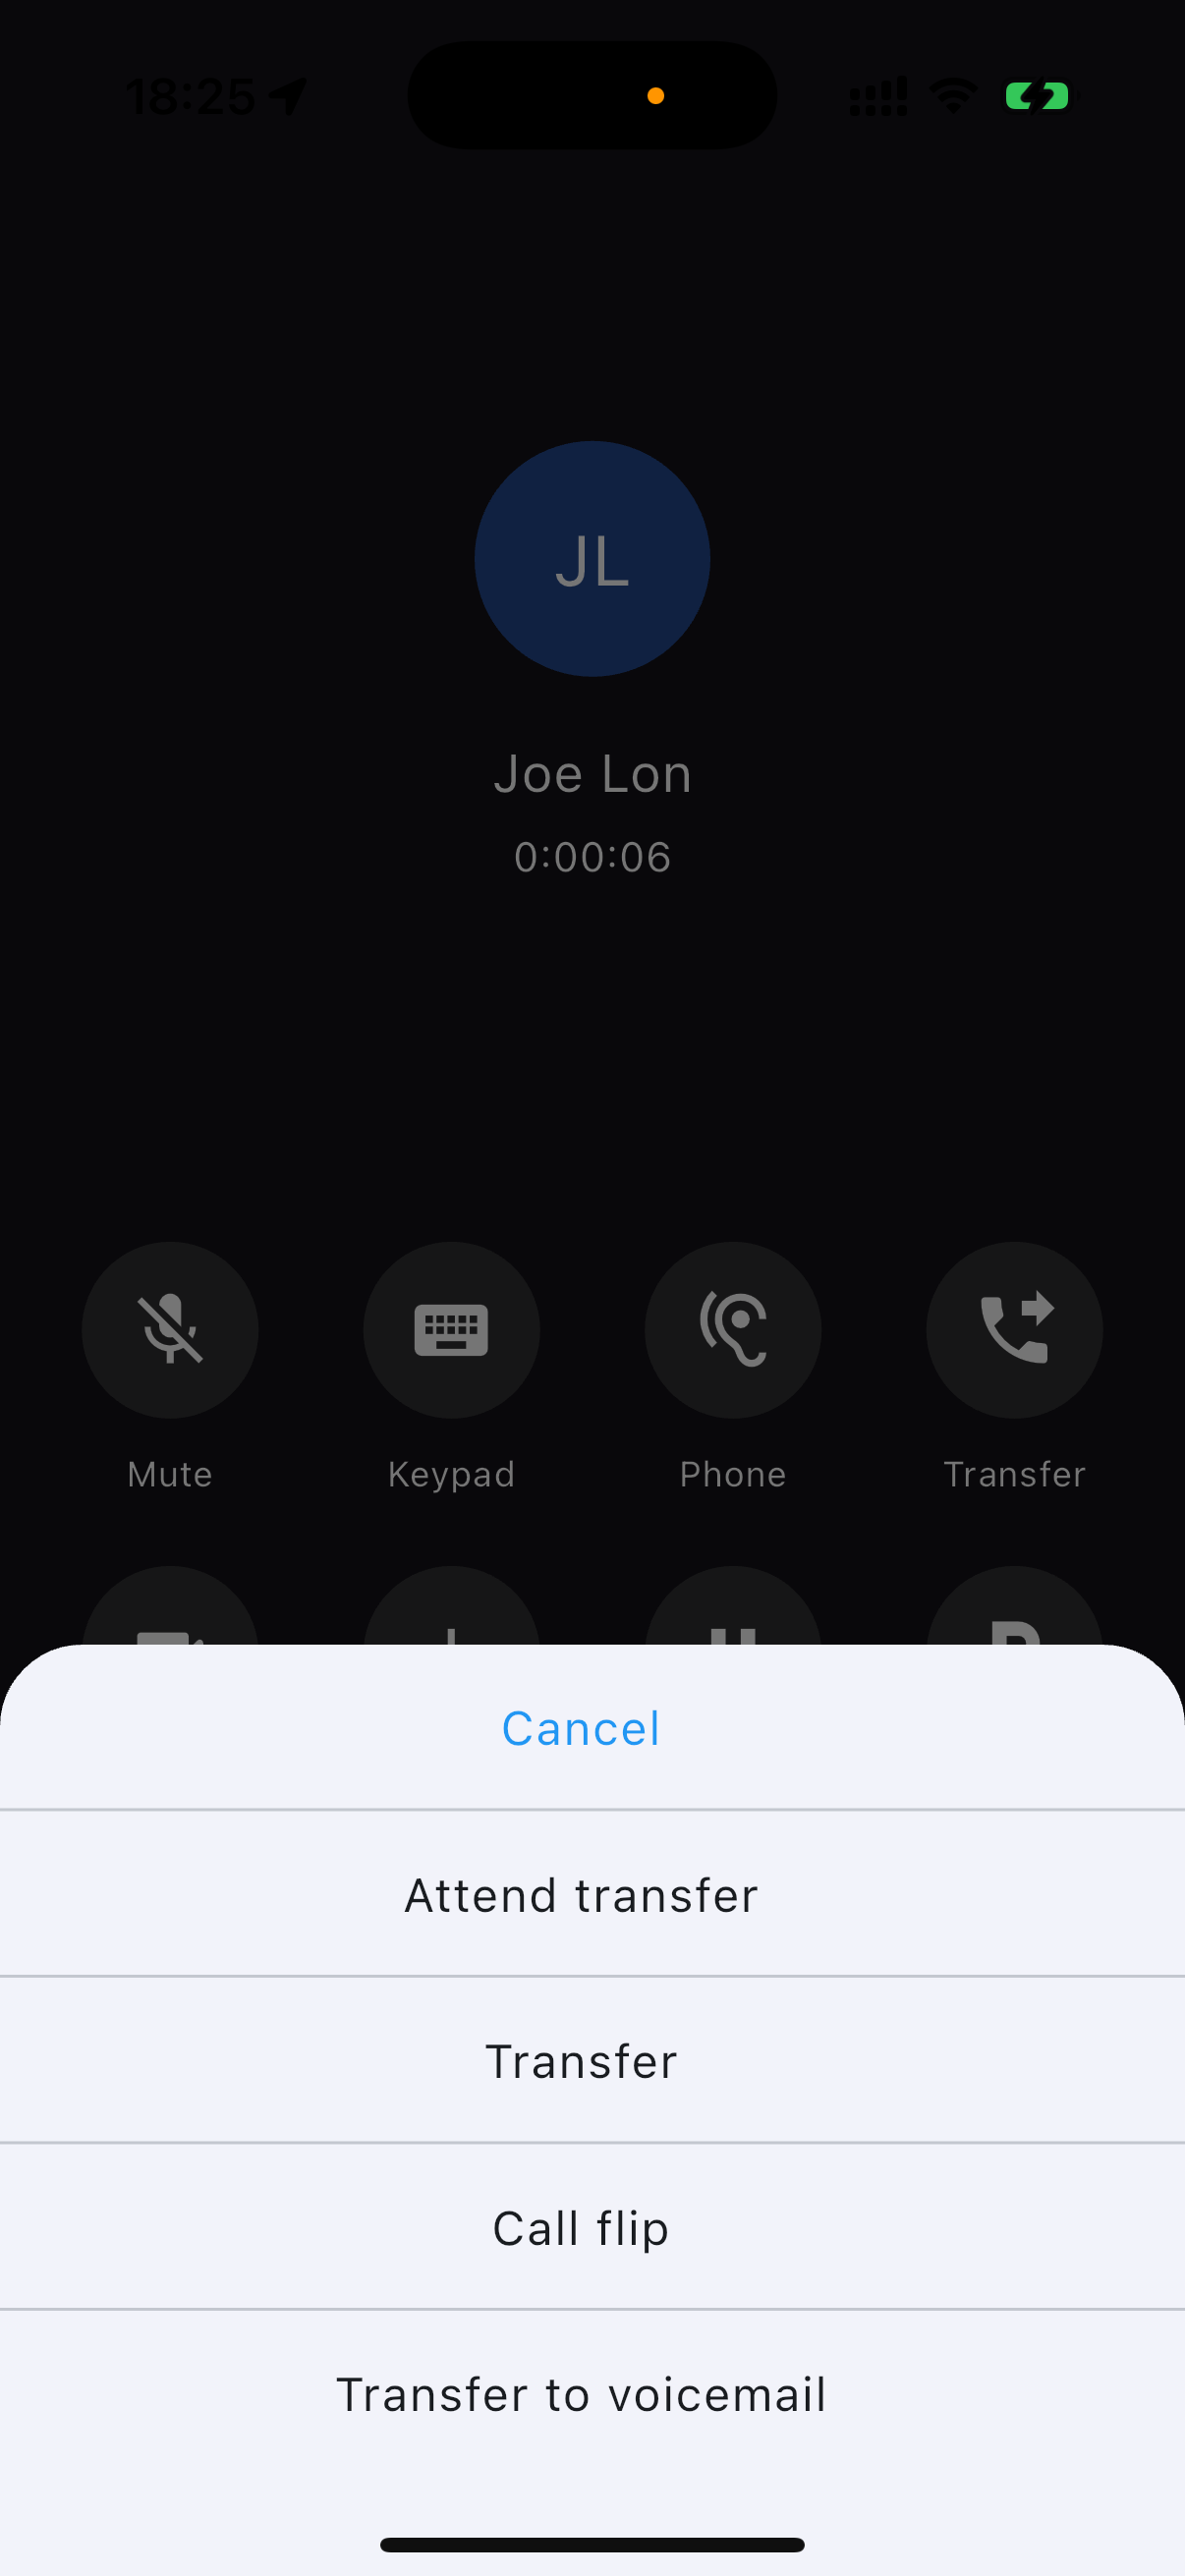 18:25
JL
Joe Lon
0:00:06
Mute Keypad Phone Transfer
Cancel
Attend transfer
Transfer
Call flip
Transfer to voicemail